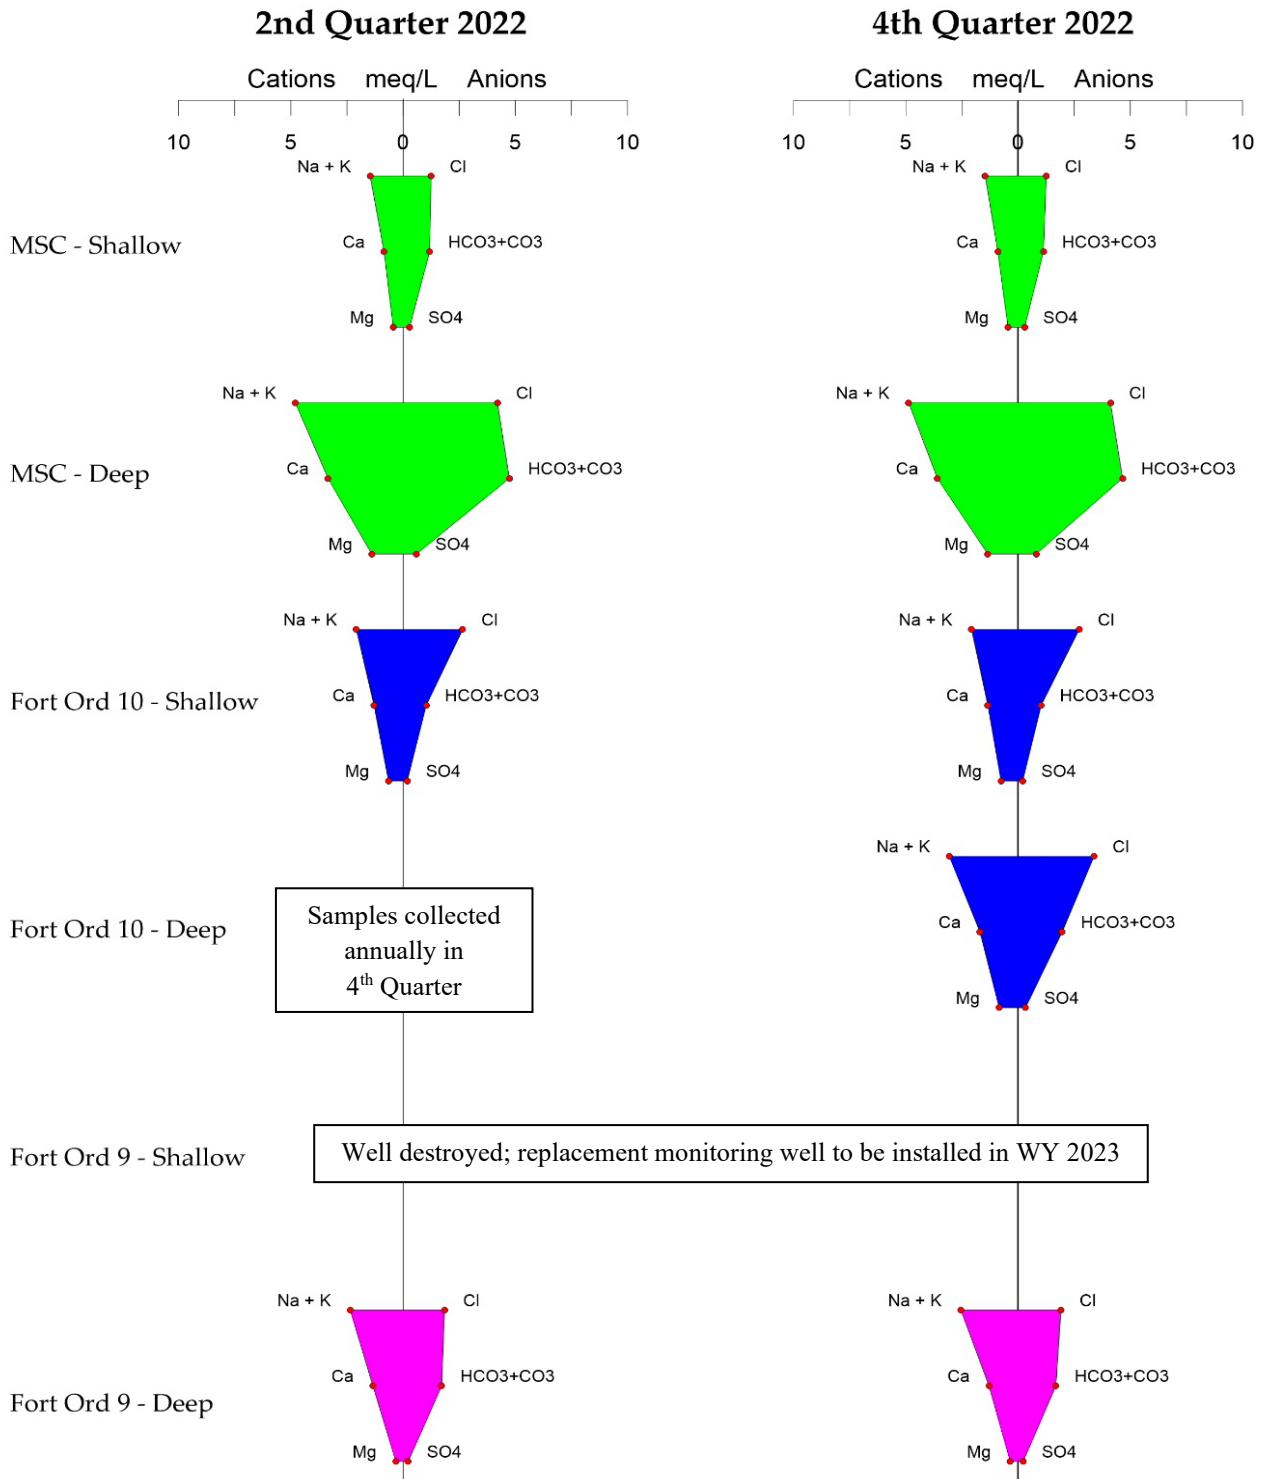 2nd Quarter 2022
4th Quarter 2022
Cations meq/L Anions
Cations meq/L Anions
10 5 0 5 10
10 5 0 5 10
Na + K Cl
Na + K Cl
MSC - Shallow
Ca HCO3+CO3
Ca HCO3+CO3
Mg SO4
Mg SO4
Na + K Cl
Na + K Cl
MSC - Deep
Ca HCO3+CO3
Ca HCO3+CO3
Mg SO4
Mg SO4
Na + K Cl
Na + K Cl
Fort Ord 10 - Shallow
Ca HCO3+CO3
Ca HCO3+CO3
Mg SO4
Mg SO4
Na + K Cl
Fort Ord 10 - Deep
Samples collected
annually in
4th Quarter
Ca HCO3+CO3
Mg SO4
Fort Ord 9 - Shallow
Well destroyed; replacement monitoring well to be installed in WY 2023
Na + K Cl
Na + K Cl
Fort Ord 9 - Deep
Ca HCO3+CO3
Ca HCO3+CO3
Mg SO4
Mg SO4